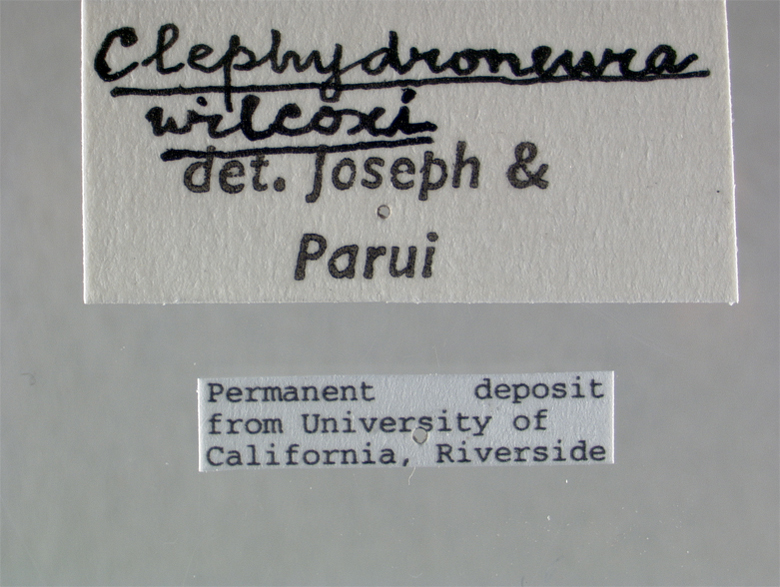 Clephydroneura
wilcoxi
det. Joseph &
Parui
Permanent deposit
from University of
California, Riverside